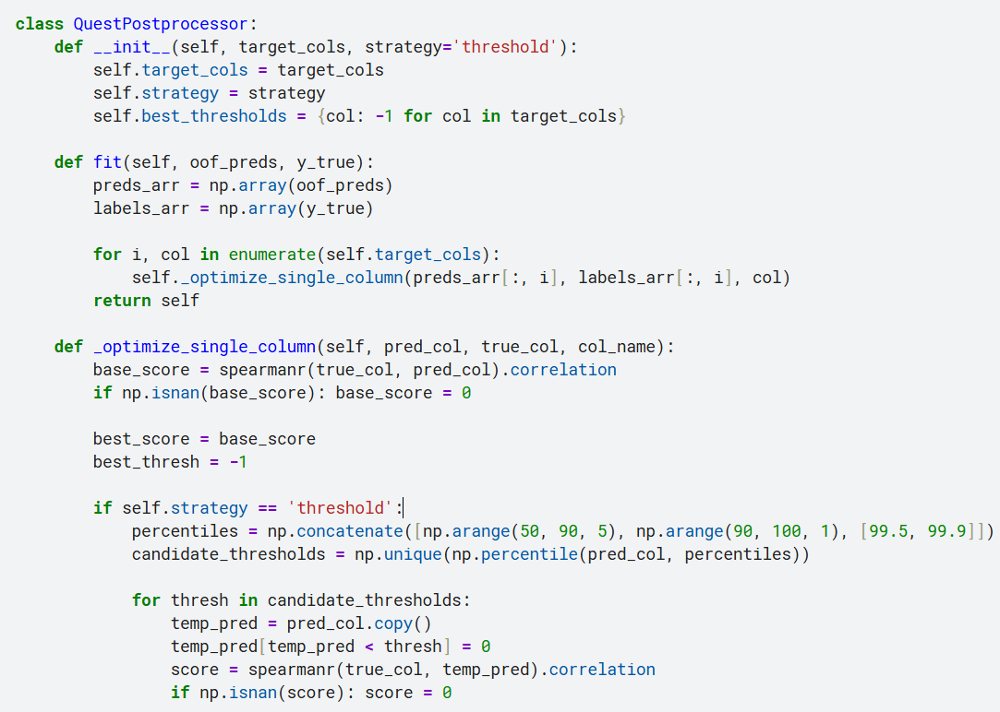 class QuestPostprocessor:
    def __init__(self, target_cols, strategy='threshold'):
        self.target_cols = target_cols
        self.strategy = strategy
        self.best_thresholds = {col: -1 for col in target_cols}

    def fit(self, oof_preds, y_true):
        preds_arr = np.array(oof_preds)
        labels_arr = np.array(y_true)

        for i, col in enumerate(self.target_cols):
            self._optimize_single_column(preds_arr[:, i], labels_arr[:, i], col)
        return self

    def _optimize_single_column(self, pred_col, true_col, col_name):
        base_score = spearmanr(true_col, pred_col).correlation
        if np.isnan(base_score): base_score = 0

        best_score = base_score
        best_thresh = -1

        if self.strategy == 'threshold':
            percentiles = np.concatenate([np.arange(50, 90, 5), np.arange(90, 100, 1), [99.5, 99.9]])
            candidate_thresholds = np.unique(np.percentile(pred_col, percentiles))

            for thresh in candidate_thresholds:
                temp_pred = pred_col.copy()
                temp_pred[temp_pred < thresh] = 0
                score = spearmanr(true_col, temp_pred).correlation
                if np.isnan(score): score = 0